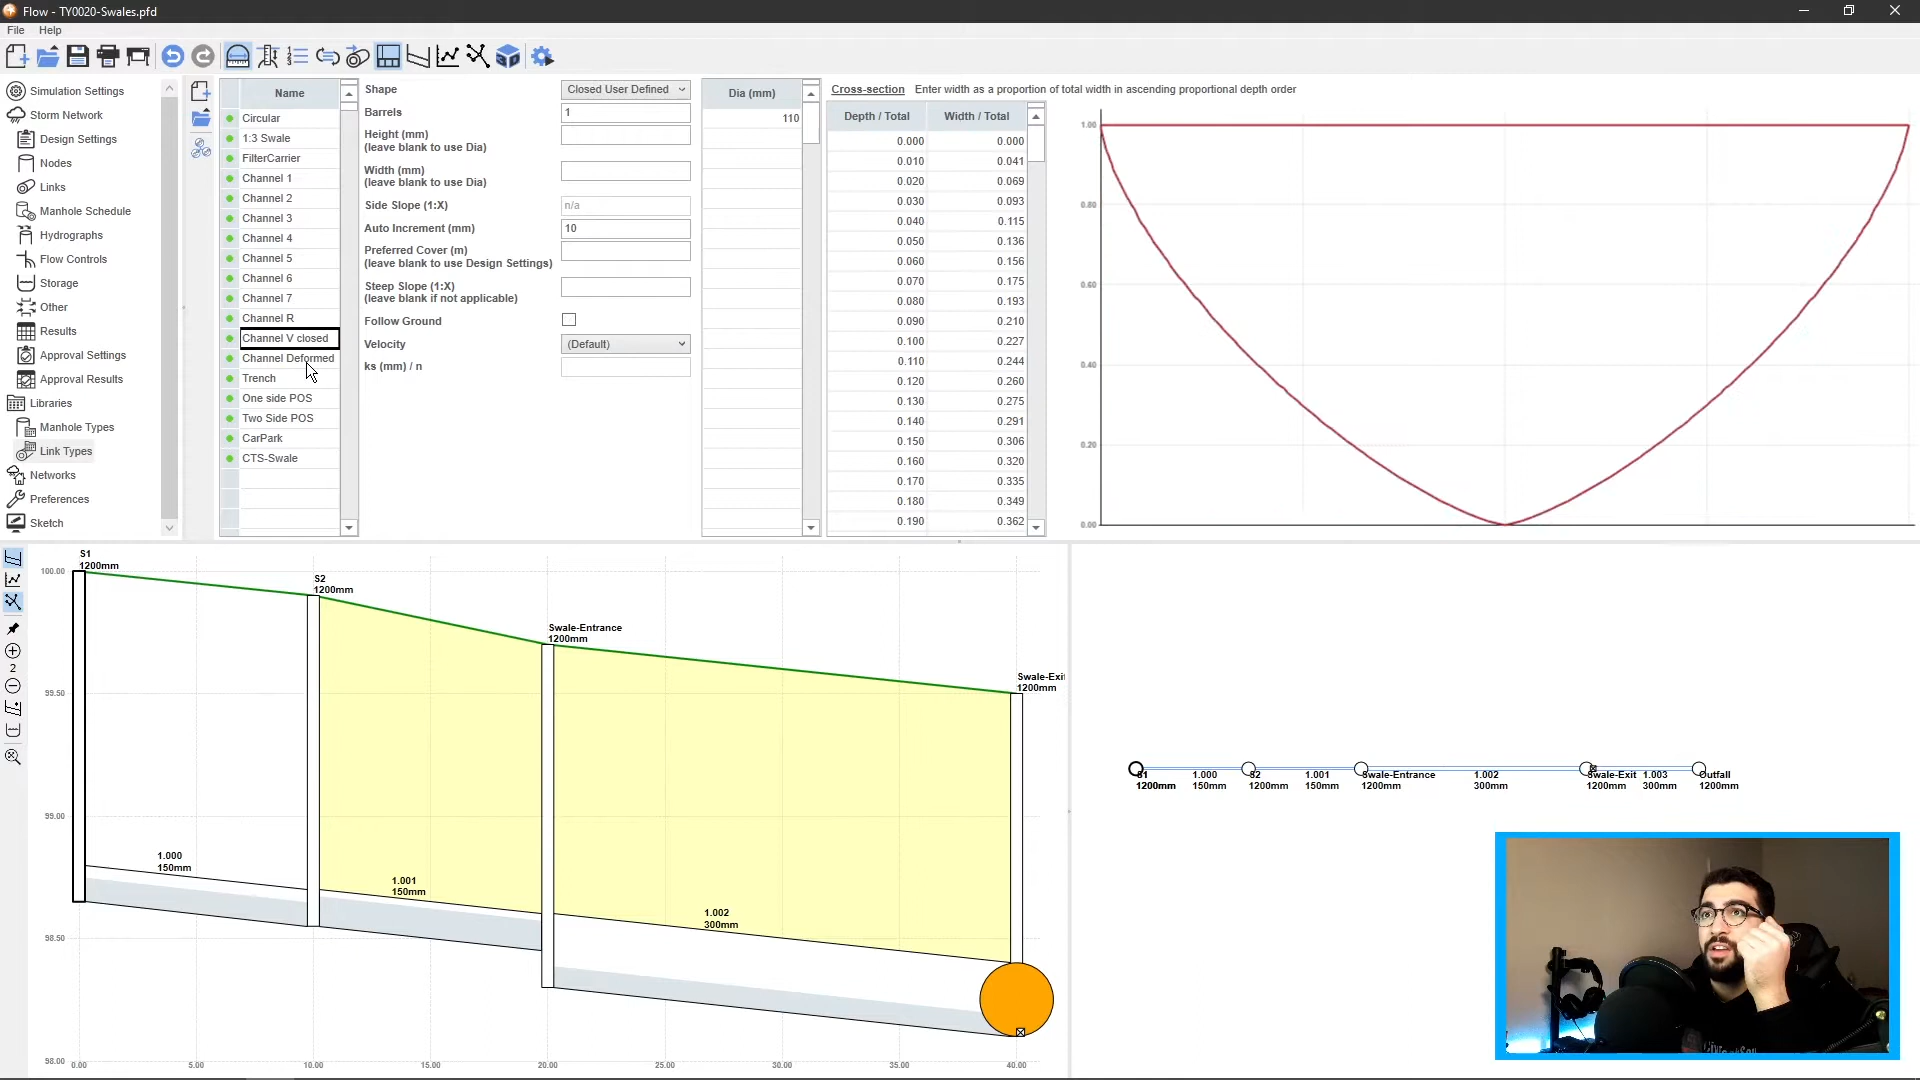 Flow - TY0020-Swales.pfd
File Help
Simulation Settings
Storm Network
Design Settings
Nodes
Links
Manhole Schedule
Hydrographs
Flow Controls
Storage
Other
Results
Approval Settings
Approval Results
Libraries
Manhole Types
Link Types
Networks
Preferences
Sketch
Name
Circular
1:3 Swale
FilterCarrier
Channel 1
Channel 2
Channel 3
Channel 4
Channel 5
Channel 6
Channel 7
Channel R
Channel V closed
Channel Deformed
Trench
One side POS
Two Side POS
CarPark
CTS-Swale
Shape Closed User Defined
Barrels 1
Height (mm)
(leave blank to use Dia)
Width (mm)
(leave blank to use Dia)
Side Slope (1:X) n/a
Auto Increment (mm) 10
Preferred Cover (m)
(leave blank to use Design Settings)
Steep Slope (1:X)
(leave blank if not applicable)
Follow Ground
Velocity (Default)
ks (mm) / n
Dia (mm)
110
Cross-section Enter width as a proportion of total width in ascending proportional depth order
Depth / Total Width / Total
0.000 0.000
0.010 0.041
0.020 0.069
0.030 0.093
0.040 0.115
0.050 0.136
0.060 0.156
0.070 0.175
0.080 0.193
0.090 0.210
0.100 0.227
0.110 0.244
0.120 0.260
0.130 0.275
0.140 0.291
0.150 0.306
0.160 0.320
0.170 0.335
0.180 0.349
0.190 0.362
1.00
0.80
0.60
0.40
0.20
0.00
2
100.00
99.50
99.00
98.50
98.00
S1
1200mm
S2
1200mm
Swale-Entrance
1200mm
Swale-Exit
1200mm
1.000
150mm
1.001
150mm
1.002
300mm
0.00 5.00 10.00 15.00 20.00 25.00 30.00 35.00 40.00
S1 1.000 S2 1.001 Swale-Entrance 1.002 Swale-Exit 1.003 Outfall
1200mm 150mm 1200mm 150mm 1200mm 300mm 1200mm 300mm 1200mm